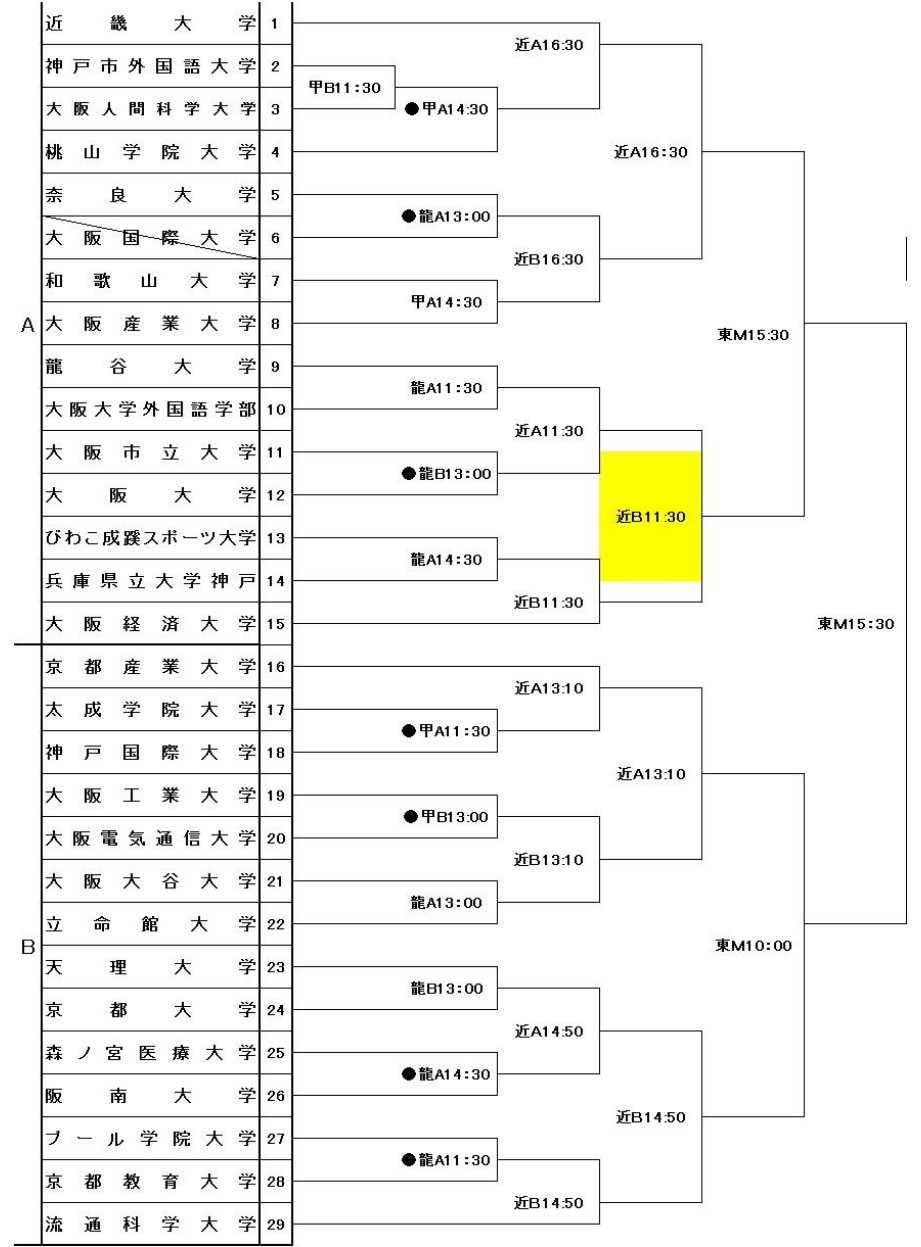 近畿大学 1
神戸市外国語大学 2
大阪人間科学大学 3
桃山学院大学 4
奈良大学 5
大阪国際大学 6
和歌山大学 7
大阪産業大学 8
龍谷大学 9
大阪大学外国語学部 10
大阪市立大学 11
大阪大学 12
びわこ成蹊スポーツ大学 13
兵庫県立大学神戸 14
大阪経済大学 15
京都産業大学 16
太成学院大学 17
神戸国際大学 18
大阪工業大学 19
大阪電気通信大学 20
大阪大谷大学 21
立命館大学 22
天理大学 23
京都大学 24
森ノ宮医療大学 25
阪南大学 26
プール学院大学 27
京都教育大学 28
流通科学大学 29
A
B
甲B11:30
●甲A14:30
●龍A13:00
甲A14:30
龍A11:30
●龍B13:00
龍A14:30
●甲A11:30
●甲B13:00
龍A13:00
龍B13:00
●龍A14:30
●龍A11:30
近A16:30
近B16:30
近A11:30
近B11:30
近A13:10
近B13:10
近A14:50
近B14:50
近A16:30
近B11:30
近A13:10
近B14:50
東M15:30
東M10:00
東M15:30